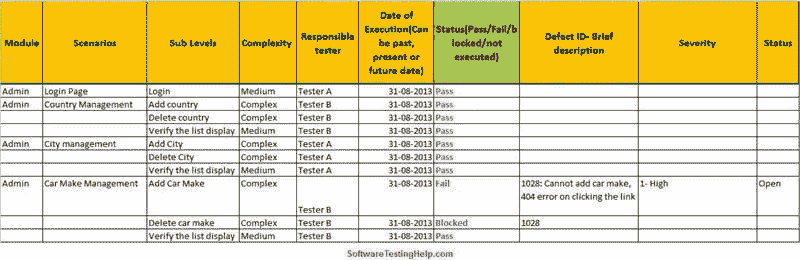 Module Scenarios Sub Levels Complexity Responsible tester Date of Execution(Can be past, present or future date) Status(Pass/Fail/blocked/not executed) Defect ID- Brief description Severity Status
Admin Login Page Login Medium Tester A 31-08-2013 Pass
Admin Country Management Add country Complex Tester B 31-08-2013 Pass
Delete country Complex Tester B 31-08-2013 Pass
Verify the list display Medium Tester B 31-08-2013 Pass
Admin City management Add City Complex Tester A 31-08-2013 Pass
Delete City Complex Tester A 31-08-2013 Pass
Verify the list display Medium Tester A 31-08-2013 Pass
Admin Car Make Management Add Car Make Complex Tester B 31-08-2013 Fail 1028: Cannot add car make, 404 error on clicking the link 1- High Open
Delete car make Complex Tester B 31-08-2013 Blocked 1028
Verify the list display Medium Tester B 31-08-2013 Pass
SoftwareTestingHelp.com